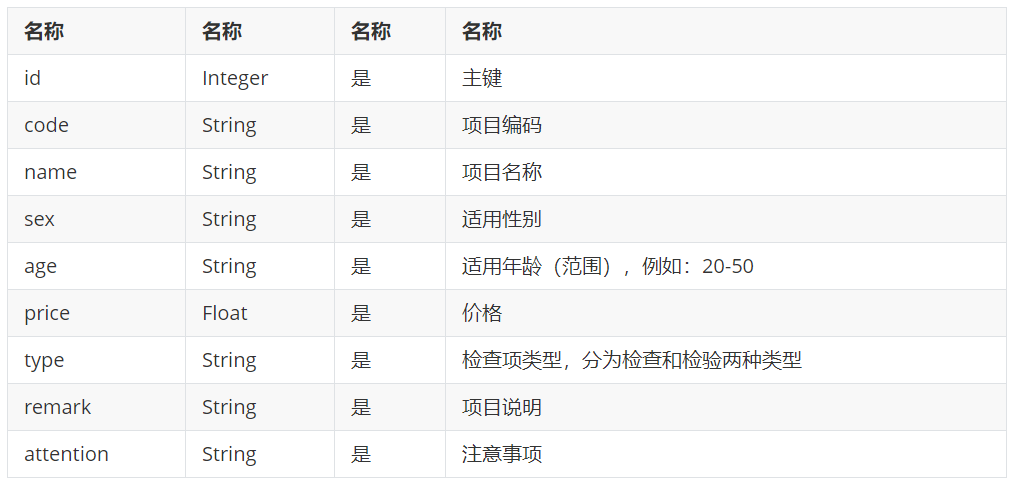 名称 名称 名称 名称
id Integer 是 主键
code String 是 项目编码
name String 是 项目名称
sex String 是 适用性别
age String 是 适用年龄（范围），例如：20-50
price Float 是 价格
type String 是 检查项类型，分为检查和检验两种类型
remark String 是 项目说明
attention String 是 注意事项